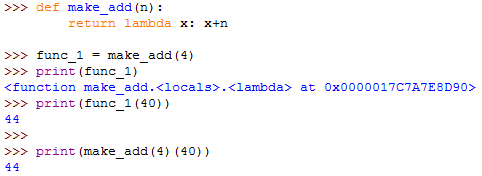 >>> def make_add(n):
        return lambda x: x+n

>>> func_1 = make_add(4)
>>> print(func_1)
<function make_add.<locals>.<lambda> at 0x0000017C7A7E8D90>
>>> print(func_1(40))
44
>>>
>>> print(make_add(4)(40))
44